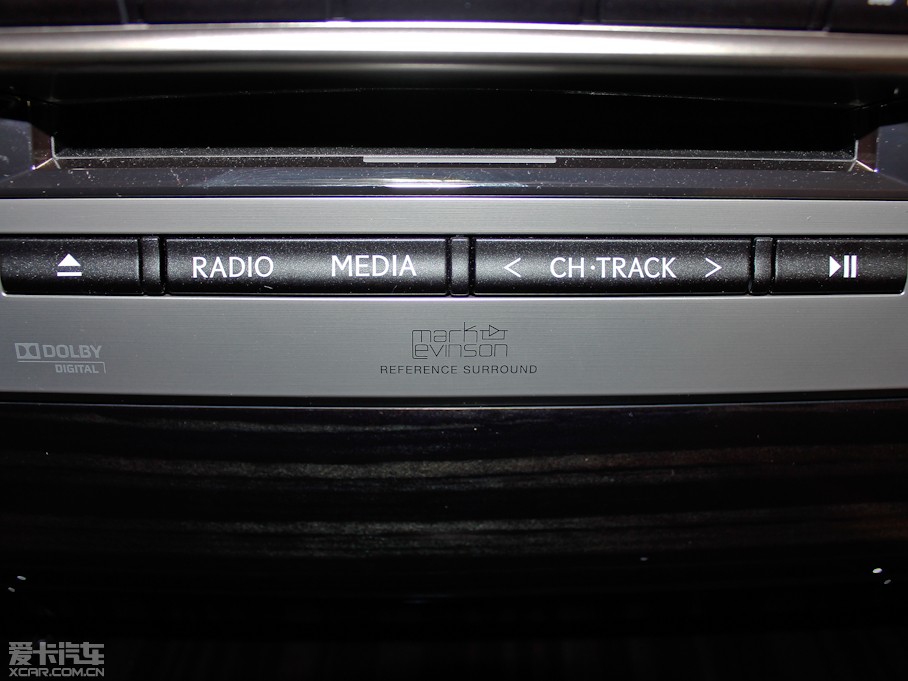 RADIO MEDIA < CH·TRACK >
mark
Levinson
REFERENCE SURROUND
DOLBY
DIGITAL
爱卡汽车
XCAR.COM.CN